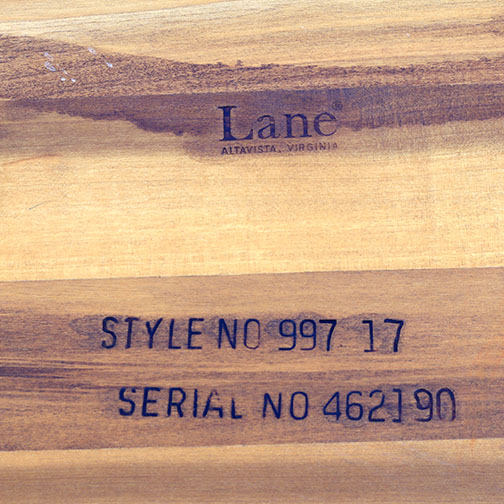 Lane®
ALTAVISTA, VIRGINIA
STYLE NO 997 17
SERIAL NO 462190